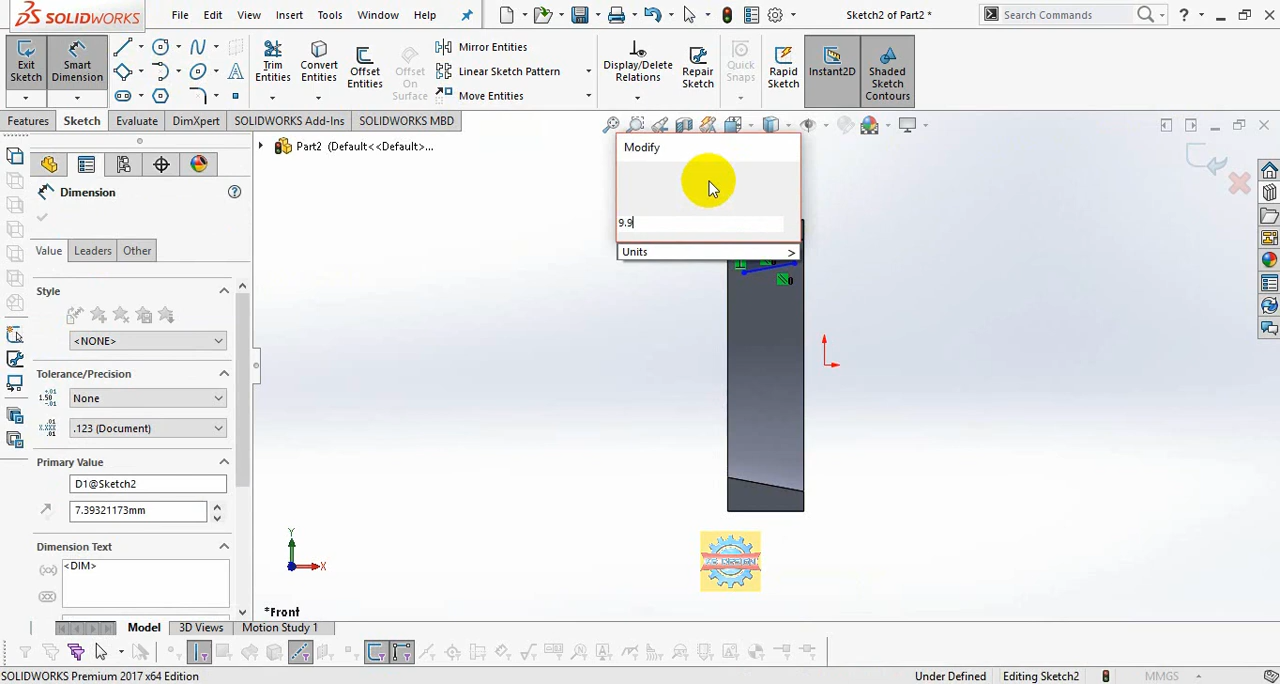 SOLIDWORKS File Edit View Insert Tools Window Help Sketch2 of Part2 * Search Commands ?
Exit Sketch Smart Dimension Trim Entities Convert Entities Offset Entities Offset On Surface Mirror Entities Linear Sketch Pattern Move Entities Display/Delete Relations Repair Sketch Quick Snaps Rapid Sketch Instant2D Shaded Sketch Contours
Features Sketch Evaluate DimXpert SOLIDWORKS Add-Ins SOLIDWORKS MBD
Part2 (Default<<Default>...
Modify
Dimension ?
9.9
Value Leaders Other
Units >
Style
<NONE>
Tolerance/Precision
None
.123 (Document)
Primary Value
D1@Sketch2
7.39321173mm
Dimension Text
<DIM>
Y
X
AS DESIGN
*Front
Model 3D Views Motion Study 1
SOLIDWORKS Premium 2017 x64 Edition Under Defined Editing Sketch2 MMGS